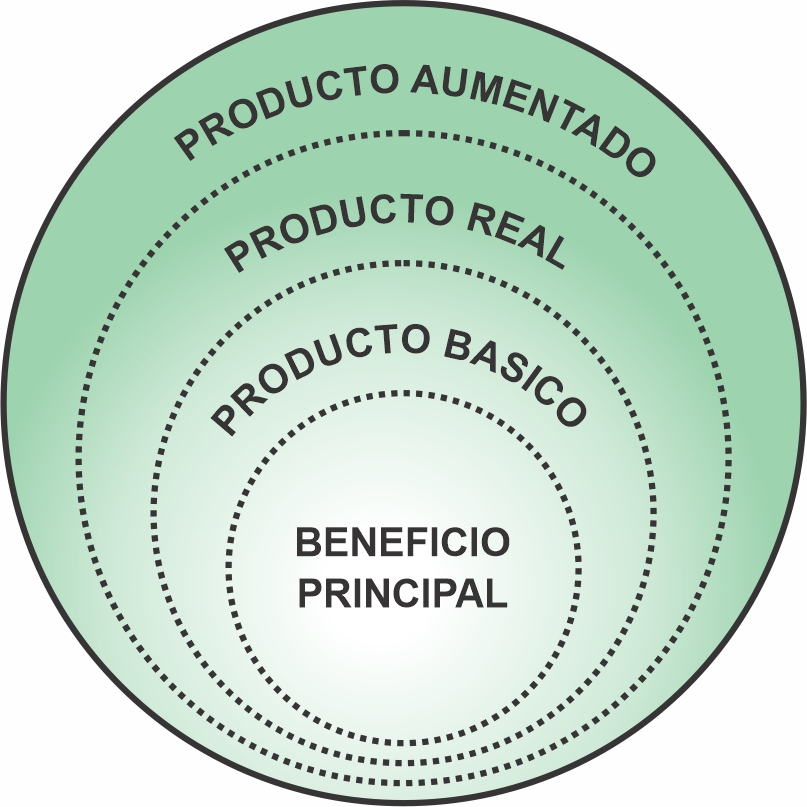 PRODUCTO AUMENTADO
PRODUCTO REAL
PRODUCTO BASICO
BENEFICIO
PRINCIPAL